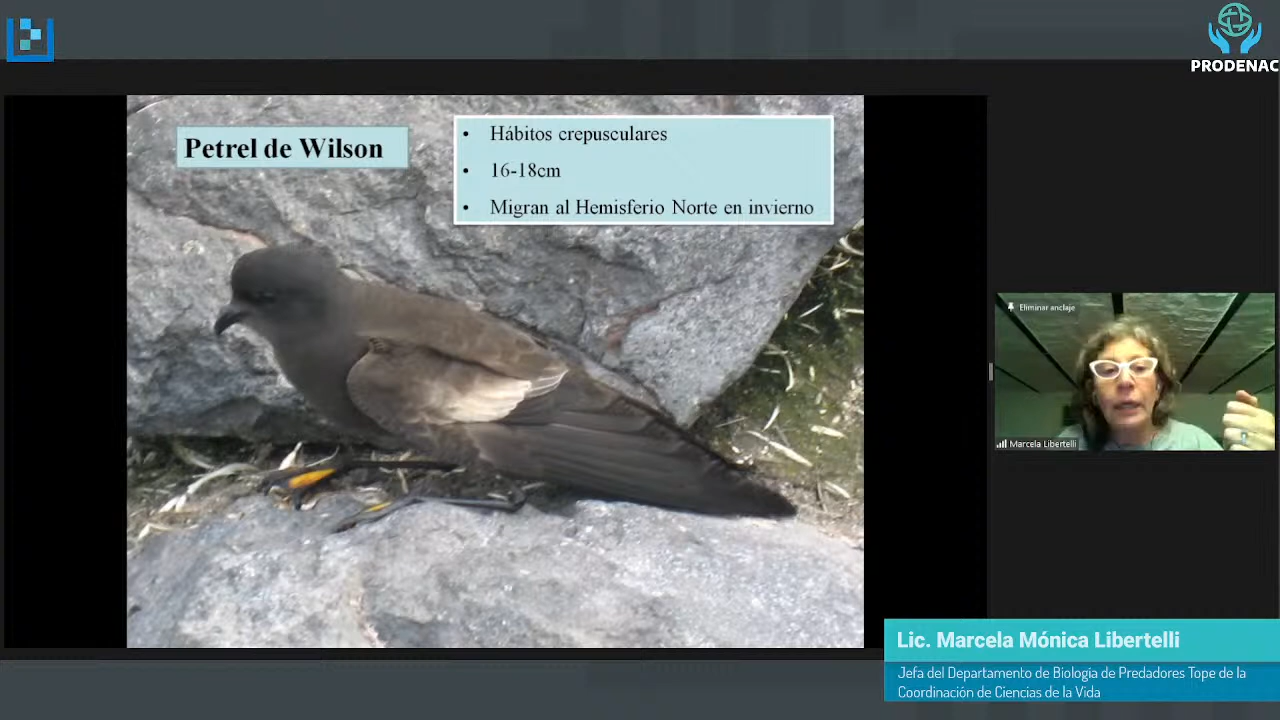 PRODENAC
Petrel de Wilson
• Hábitos crepusculares
• 16-18cm
• Migran al Hemisferio Norte en invierno
Eliminar anclaje
Marcela Libertelli
Lic. Marcela Mónica Libertelli
Jefa del Departamento de Biología de Predadores Tope de la
Coordinación de Ciencias de la Vida